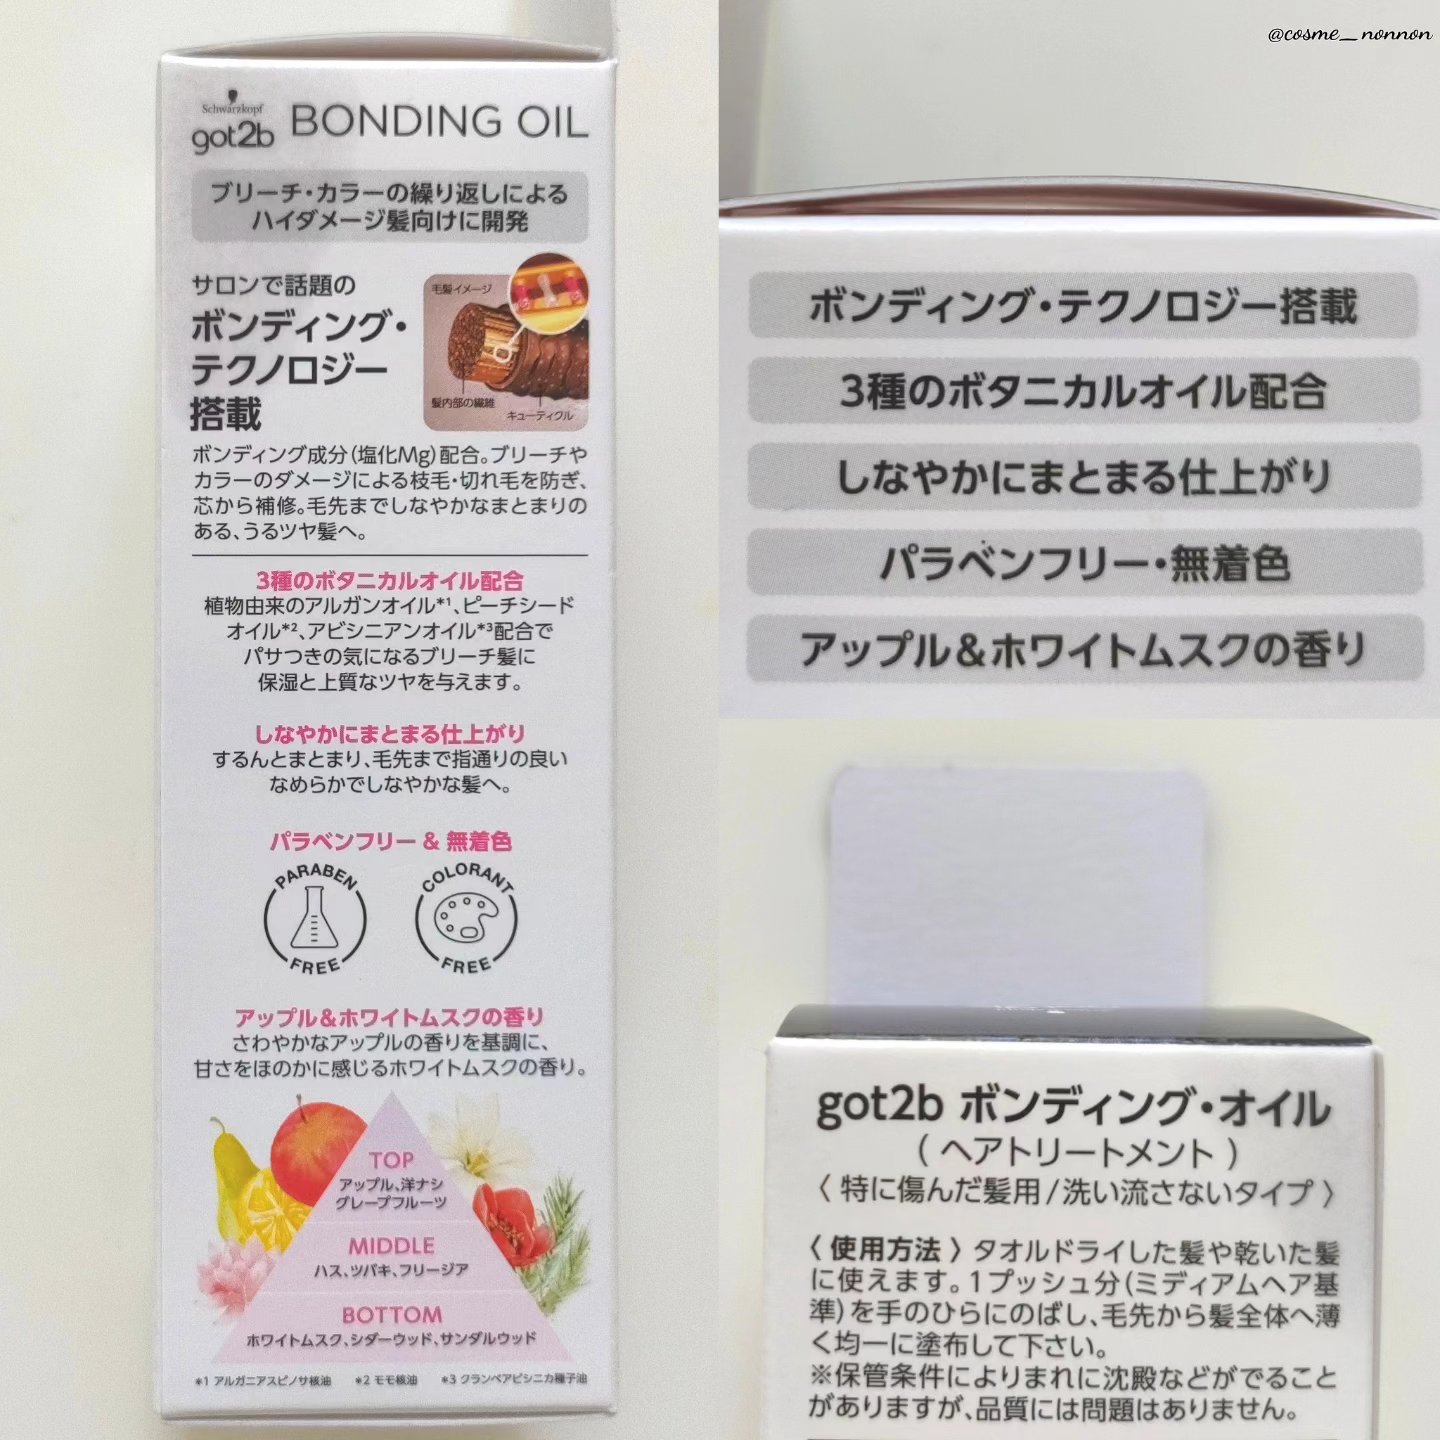 Schwarzkopf
got2b BONDING OIL
ブリーチ・カラーの繰り返しによる
ハイダメージ髪向けに開発
サロンで話題の
ボンディング・
テクノロジー
搭載
毛髪イメージ
髪内部の繊維
キューティクル
ボンディング成分(塩化Mg)配合。ブリーチや
カラーのダメージによる枝毛・切れ毛を防ぎ、
芯から補修。毛先までしなやかなまとまりの
ある、うるツヤ髪へ。
3種のボタニカルオイル配合
植物由来のアルガンオイル*1、ピーチシード
オイル*2、アビシニアンオイル*3配合で
パサつきの気になるブリーチ髪に
保湿と上質なツヤを与えます。
しなやかにまとまる仕上がり
するんとまとまり、毛先まで指通りの良い
なめらかでしなやかな髪へ。
パラベンフリー & 無着色
PARABEN
FREE
COLORANT
FREE
アップル&ホワイトムスクの香り
さわやかなアップルの香りを基調に、
甘さをほのかに感じるホワイトムスクの香り。
TOP
アップル、洋ナシ
グレープフルーツ
MIDDLE
ハス、ツバキ、フリージア
BOTTOM
ホワイトムスク、シダーウッド、サンダルウッド
*1 アルガニアスピノサ核油 *2 モモ核油 *3 クランベアビシニカ種子油
@cosme__nonnon
ボンディング・テクノロジー搭載
3種のボタニカルオイル配合
しなやかにまとまる仕上がり
パラベンフリー・無着色
アップル&ホワイトムスクの香り
got2b ボンディング・オイル
( ヘアトリートメント )
〈 特に傷んだ髪用/洗い流さないタイプ 〉
〈 使用方法 〉タオルドライした髪や乾いた髪
に使えます。1プッシュ分(ミディアムヘア基
準)を手のひらにのばし、毛先から髪全体へ薄
く均一に塗布して下さい。
※保管条件によりまれに沈殿などがでること
がありますが、品質には問題はありません。